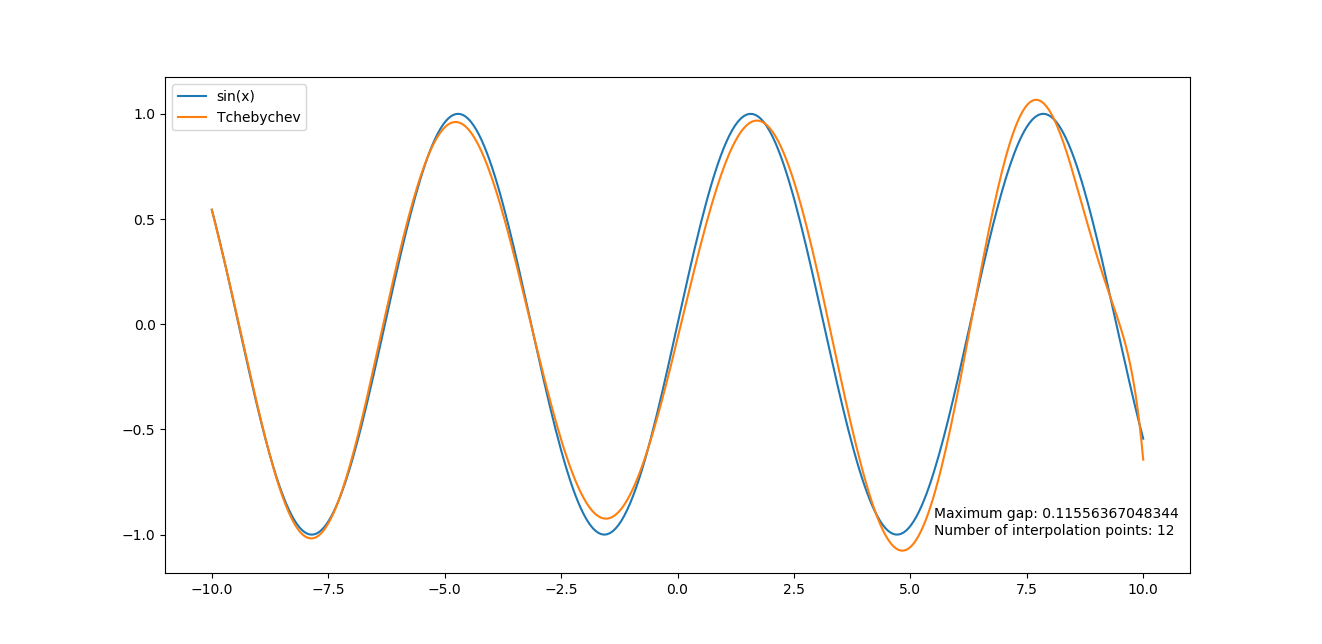 sin(x)
Tchebychev
1.0
0.5
0.0
−0.5
−1.0
Maximum gap: 0.11556367048344
Number of interpolation points: 12
−10.0 −7.5 −5.0 −2.5 0.0 2.5 5.0 7.5 10.0